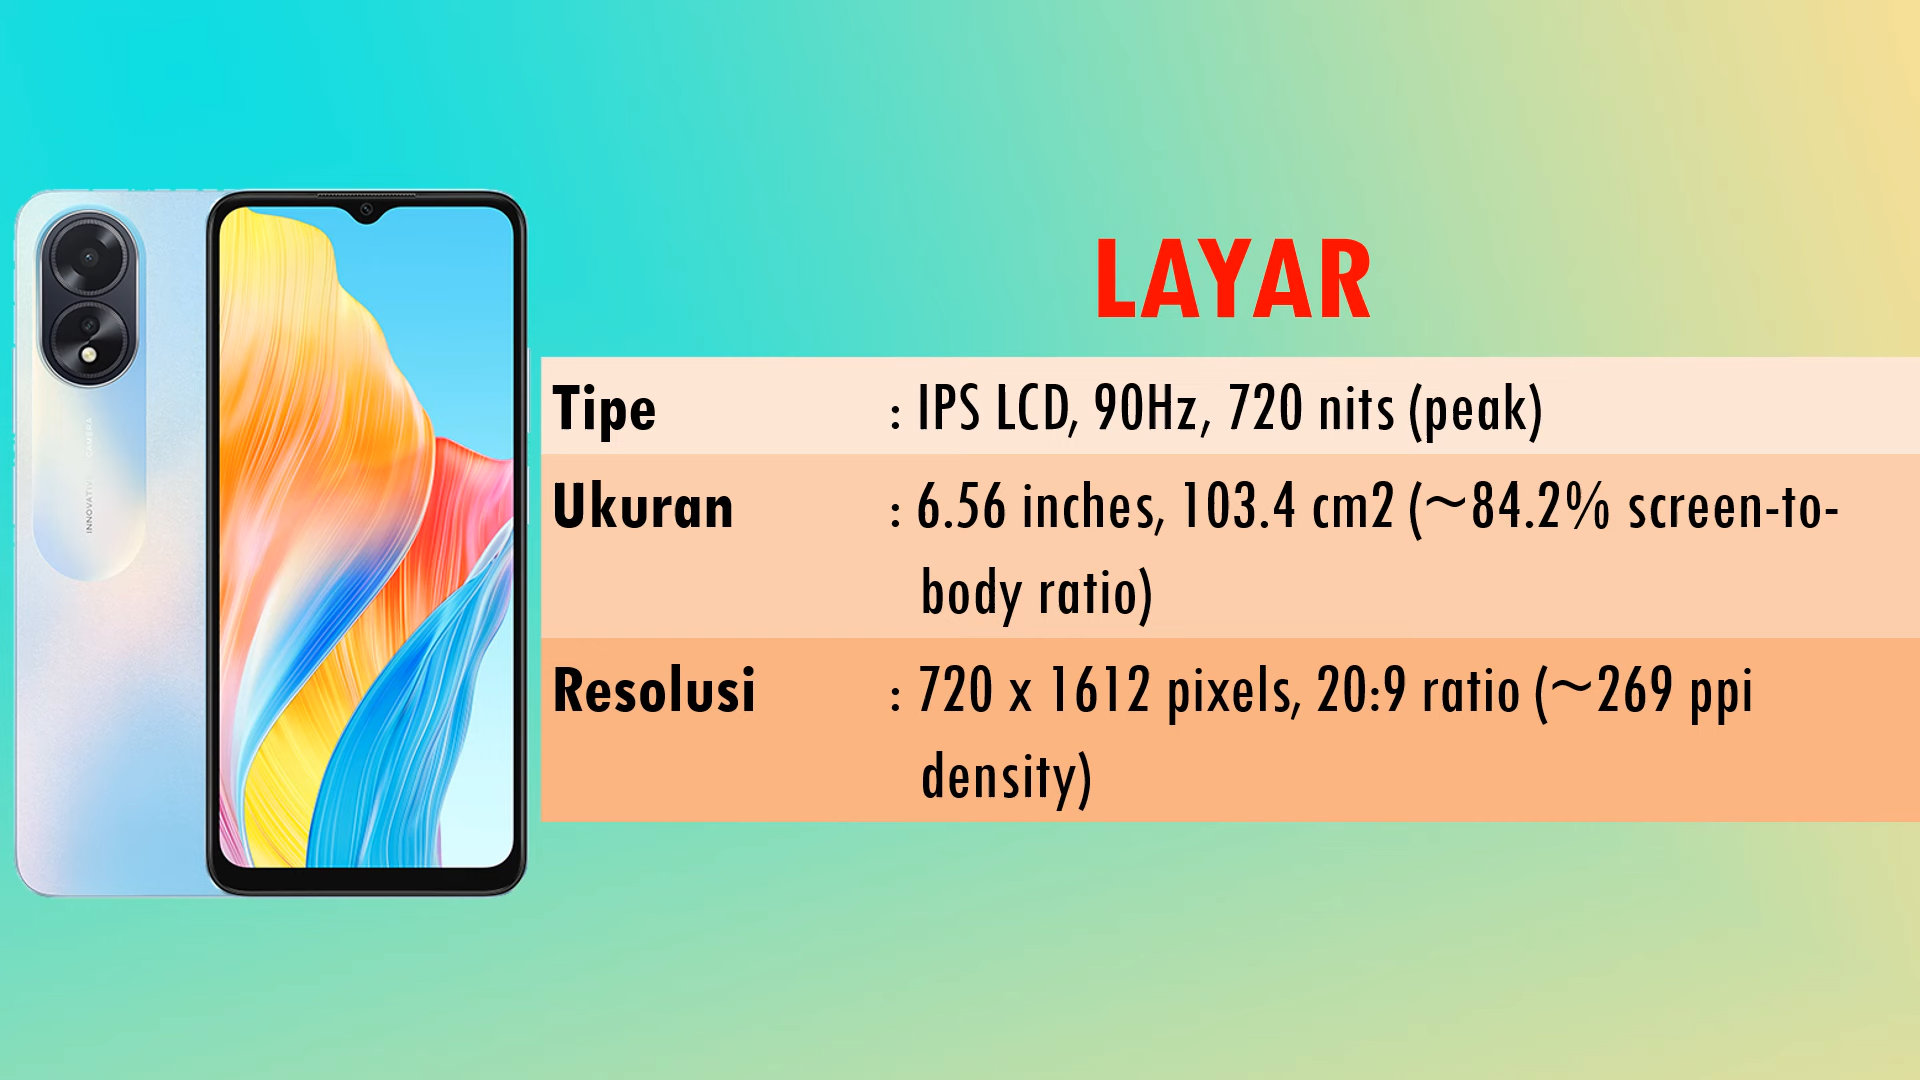 LAYAR
Tipe : IPS LCD, 90Hz, 720 nits (peak)
Ukuran : 6.56 inches, 103.4 cm2 (~84.2% screen-to-
body ratio)
Resolusi : 720 x 1612 pixels, 20:9 ratio (~269 ppi
density)
CAMERA